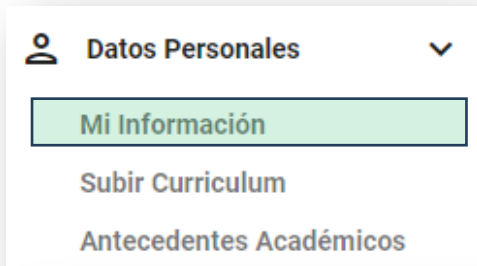 Datos Personales
Mi Información
Subir Curriculum
Antecedentes Académicos